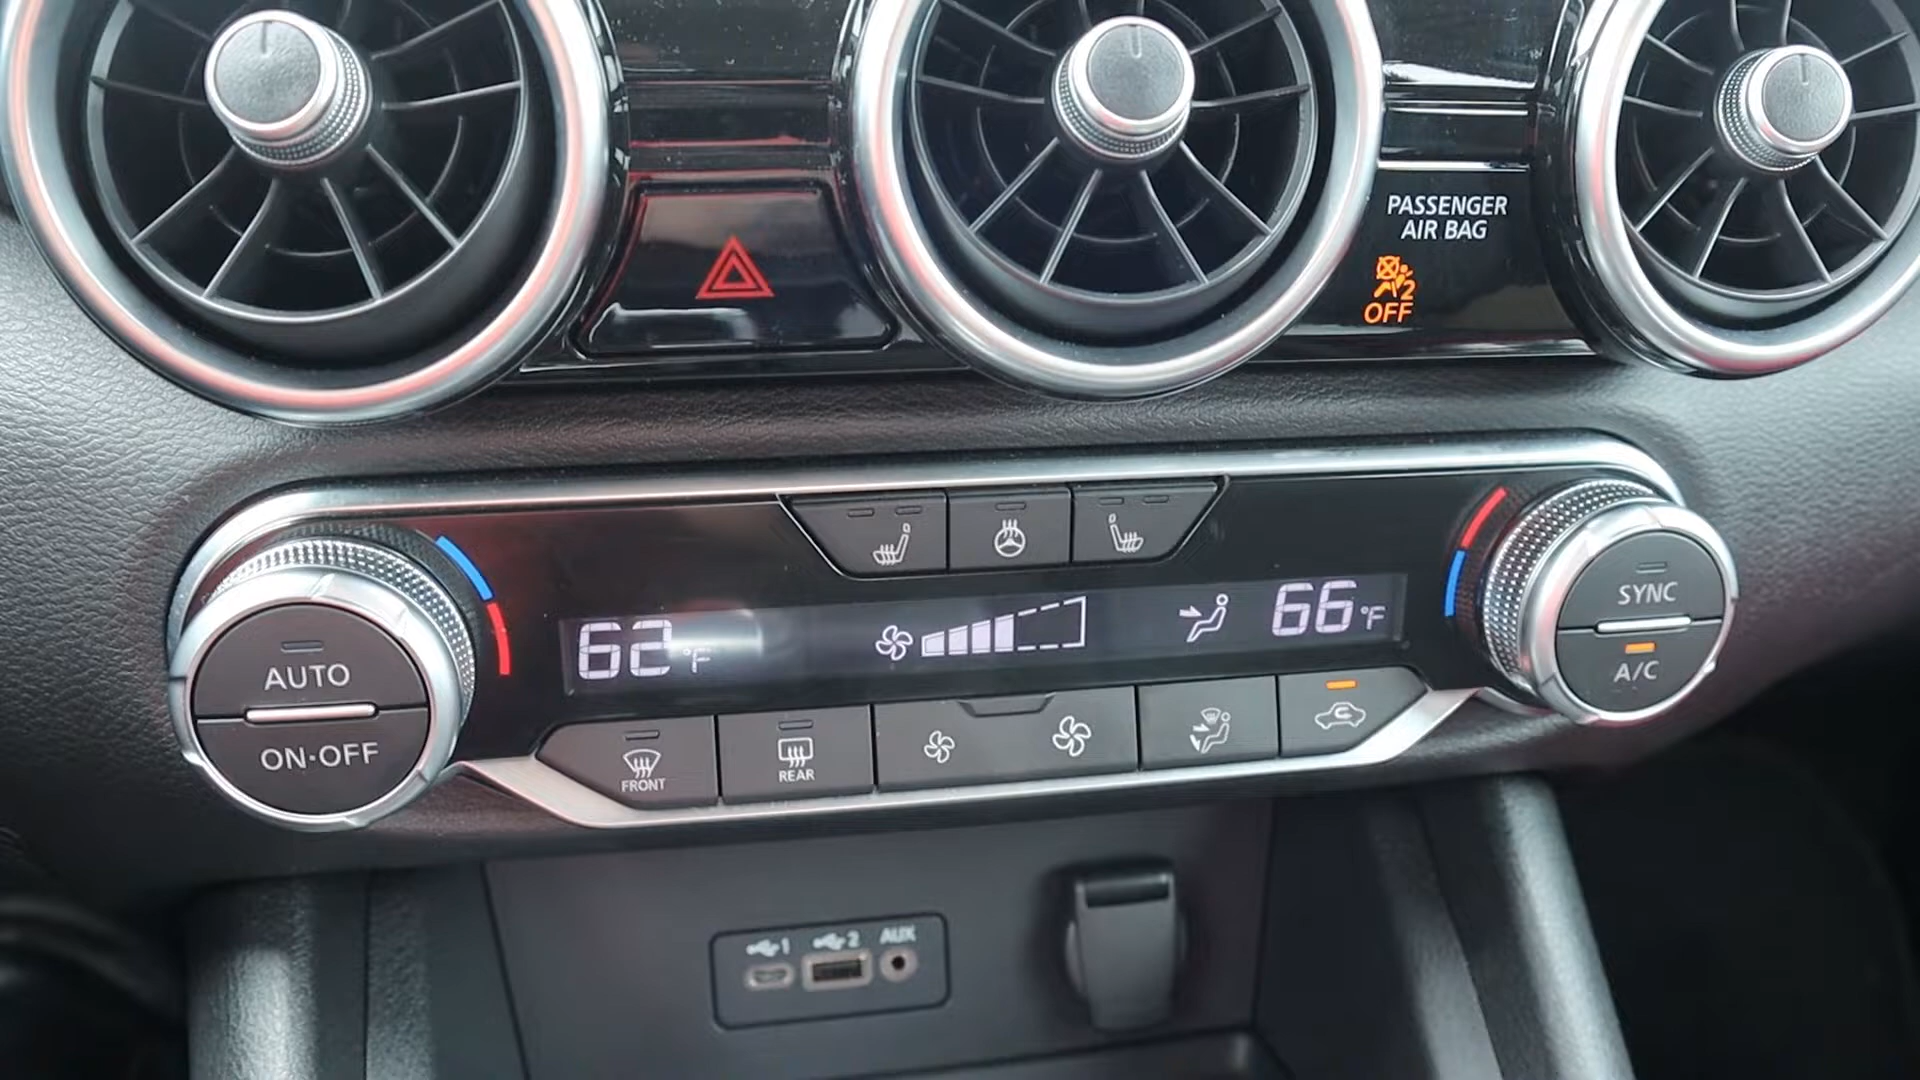 PASSENGER
AIR BAG
2
OFF
62°F
66°F
AUTO
ON·OFF
SYNC
A/C
FRONT
REAR
1
2
AUX